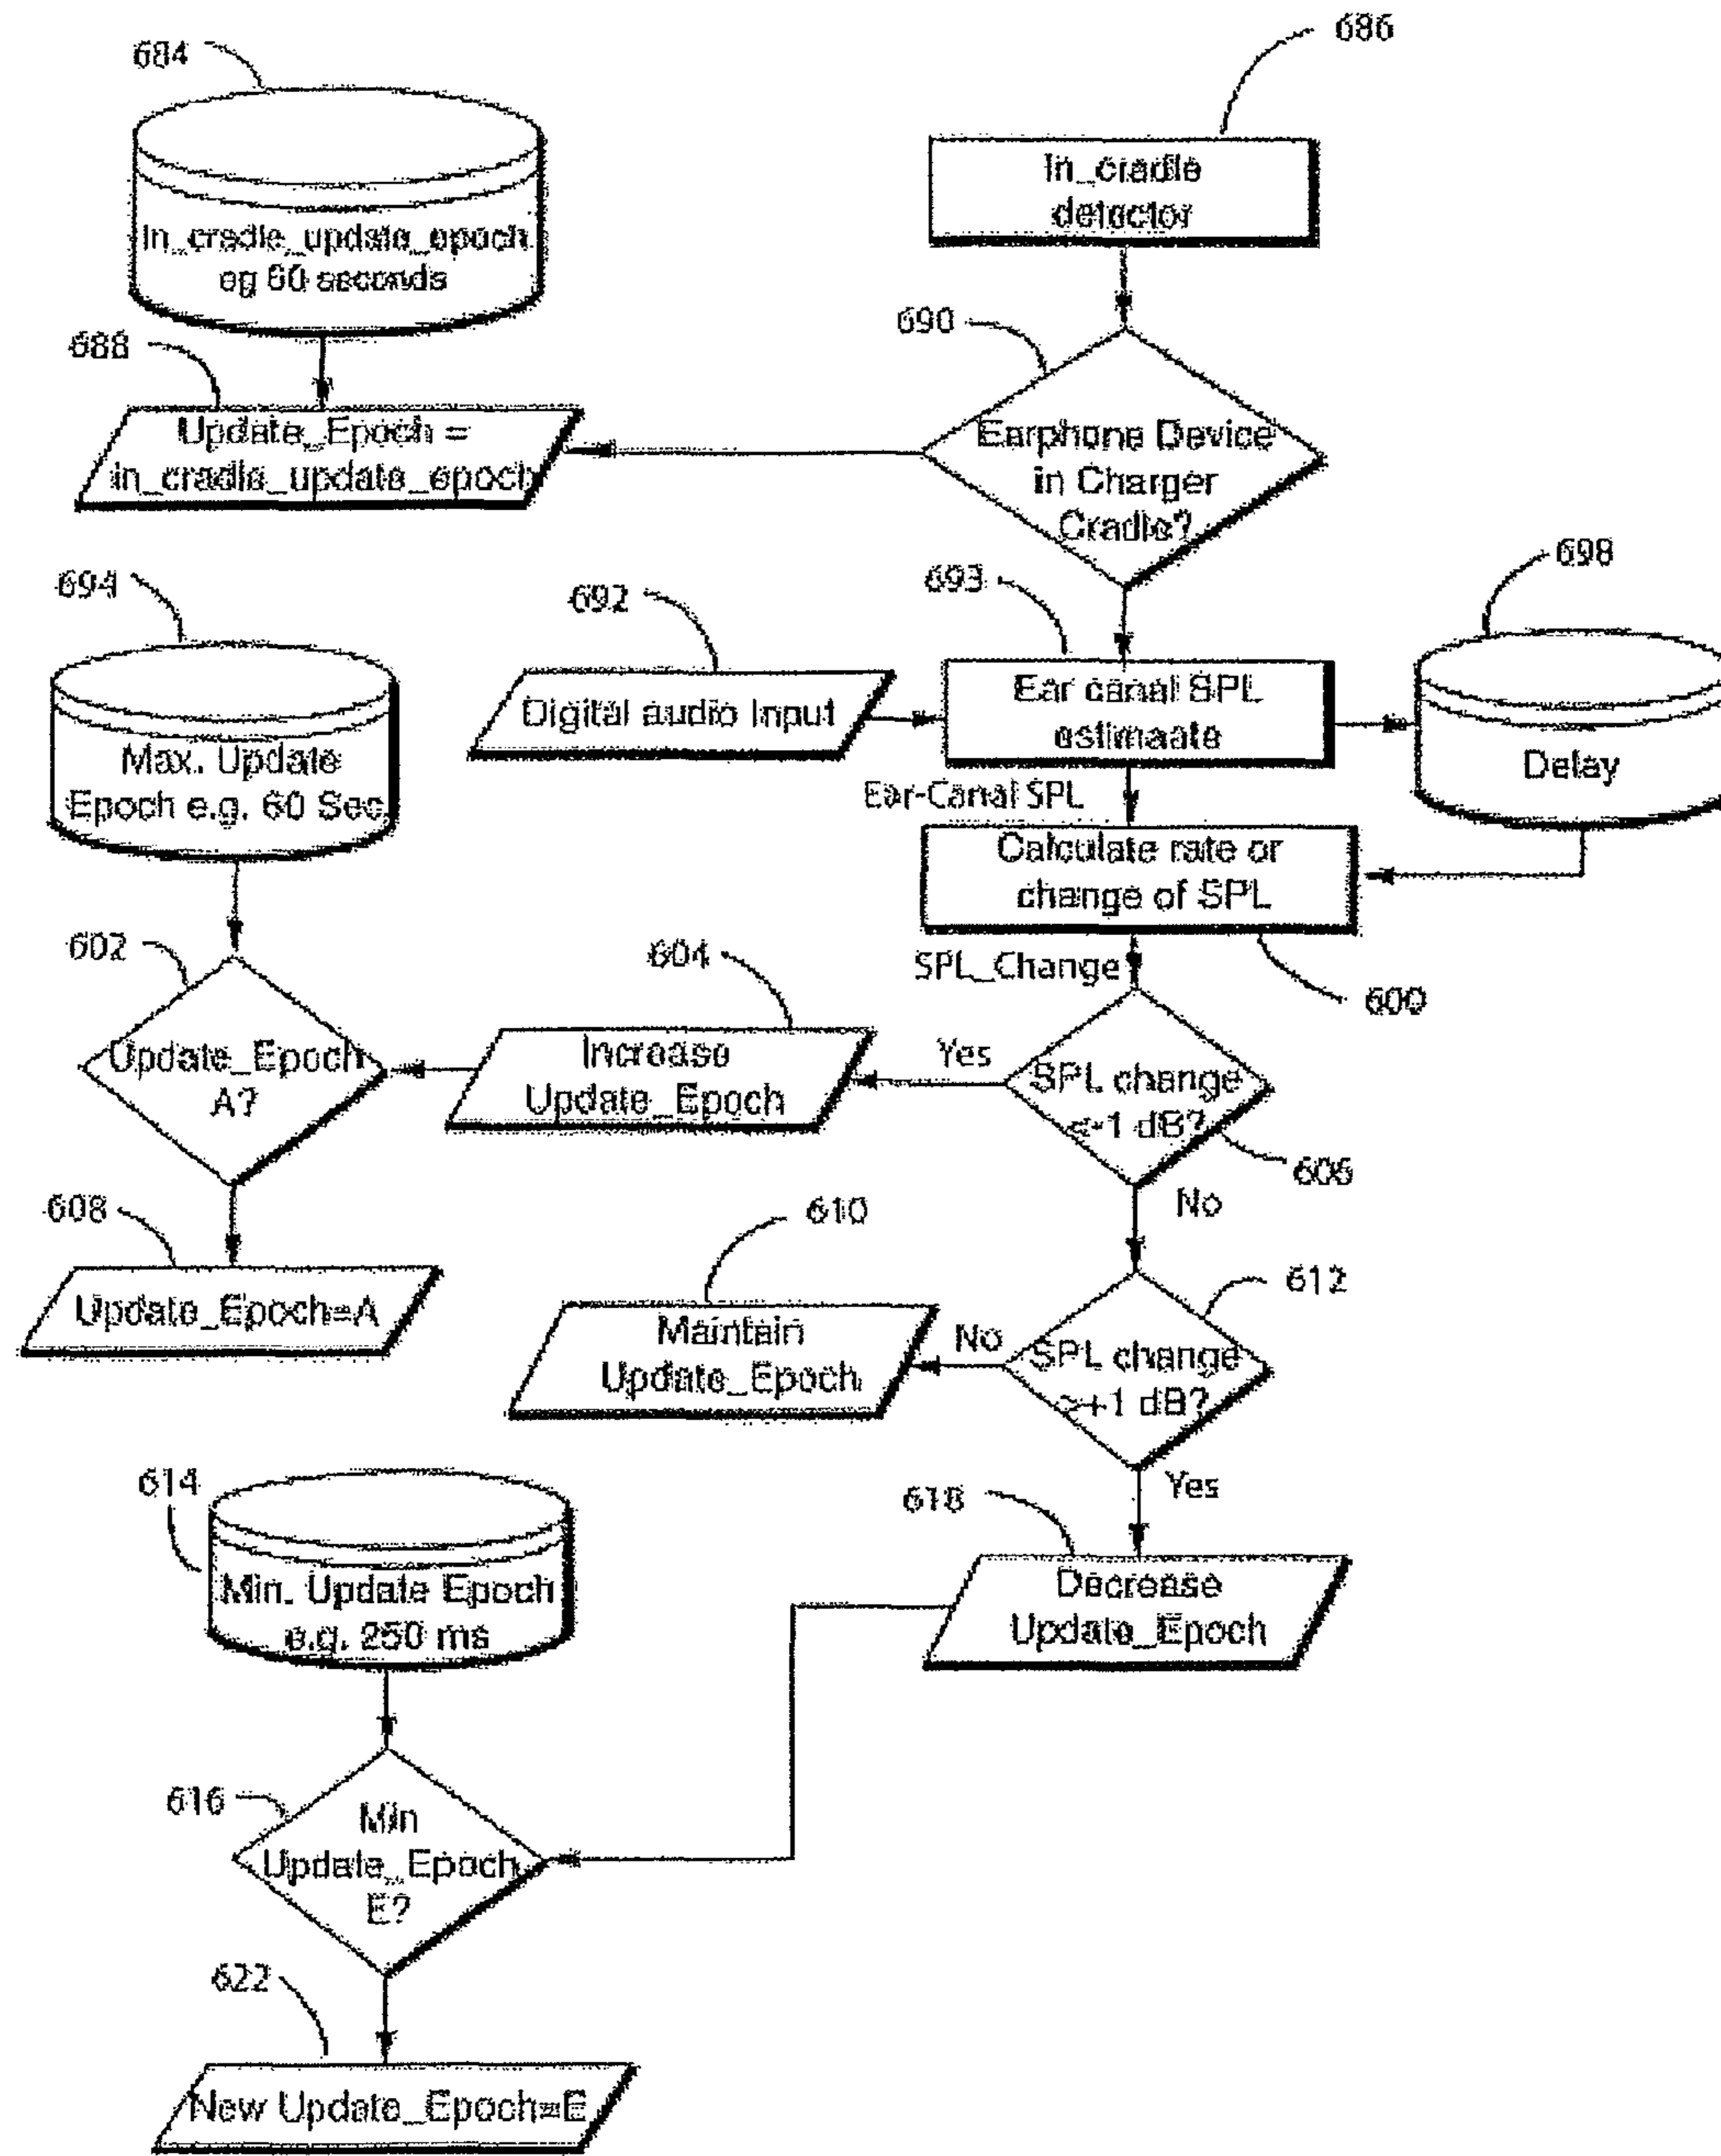 684
686
In_cradle
detector
In_cradle_update_epoch
eg 60 seconds
688
690
Update_Epoch =
in_cradle_update_epoch
Earphone Device
in Charger
Cradle?
694
692
693
698
Digital audio Input
Ear canal SPL
estimaate
Delay
Max. Update
Epoch e.g. 60 Sec
Ear-Canal SPL
Calculate rate or
change of SPL
602
604
SPL_Change
600
Update_Epoch
A?
Increase
Update_Epoch
Yes
SPL change
<-1 dB?
606
No
608
610
612
Update_Epoch=A
Maintain
Update_Epoch
No
SPL change
>+1 dB?
614
618
Yes
Min. Update Epoch
e.g. 250 ms
Decrease
Update_Epoch
616
Min
Update_Epoch
E?
622
New Update_Epoch=E